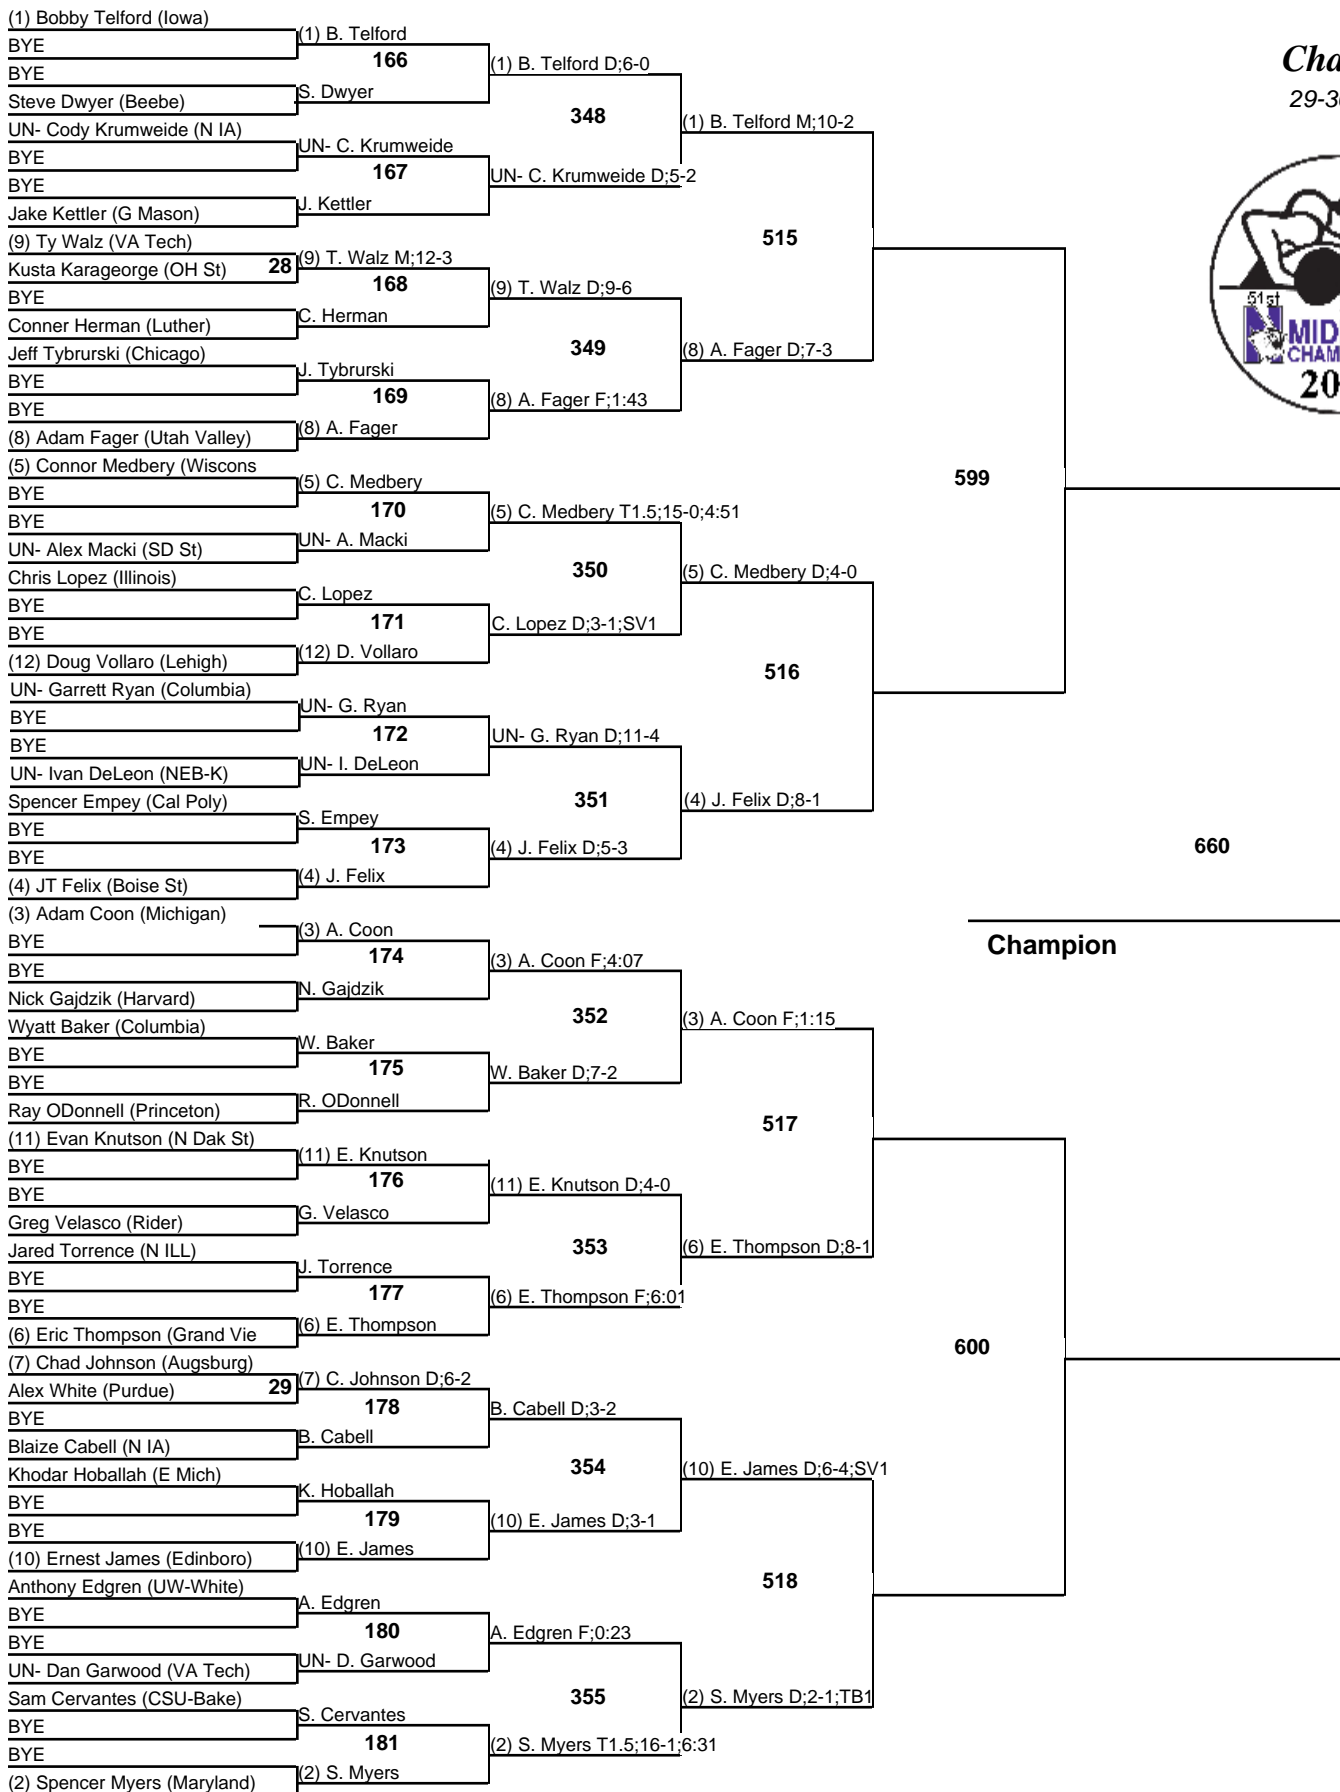 (1) Bobby Telford (Iowa)
BYE
BYE
Steve Dwyer (Beebe)
UN- Cody Krumweide (N IA)
BYE
BYE
Jake Kettler (G Mason)
(9) Ty Walz (VA Tech)
Kusta Karageorge (OH St) 28
BYE
Conner Herman (Luther)
Jeff Tybrurski (Chicago)
BYE
BYE
(8) Adam Fager (Utah Valley)
(5) Connor Medbery (Wiscons
BYE
BYE
UN- Alex Macki (SD St)
Chris Lopez (Illinois)
BYE
BYE
(12) Doug Vollaro (Lehigh)
UN- Garrett Ryan (Columbia)
BYE
BYE
UN- Ivan DeLeon (NEB-K)
Spencer Empey (Cal Poly)
BYE
BYE
(4) JT Felix (Boise St)
(3) Adam Coon (Michigan)
BYE
BYE
Nick Gajdzik (Harvard)
Wyatt Baker (Columbia)
BYE
BYE
Ray ODonnell (Princeton)
(11) Evan Knutson (N Dak St)
BYE
BYE
Greg Velasco (Rider)
Jared Torrence (N ILL)
BYE
BYE
(6) Eric Thompson (Grand Vie
(7) Chad Johnson (Augsburg)
Alex White (Purdue) 29
BYE
Blaize Cabell (N IA)
Khodar Hoballah (E Mich)
BYE
BYE
(10) Ernest James (Edinboro)
Anthony Edgren (UW-White)
BYE
BYE
UN- Dan Garwood (VA Tech)
Sam Cervantes (CSU-Bake)
BYE
BYE
(2) Spencer Myers (Maryland)
(1) B. Telford
166
S. Dwyer
UN- C. Krumweide
167
J. Kettler
(9) T. Walz M;12-3
168
C. Herman
J. Tybrurski
169
(8) A. Fager
(5) C. Medbery
170
UN- A. Macki
C. Lopez
171
(12) D. Vollaro
UN- G. Ryan
172
UN- I. DeLeon
S. Empey
173
(4) J. Felix
(3) A. Coon
174
N. Gajdzik
W. Baker
175
R. ODonnell
(11) E. Knutson
176
G. Velasco
J. Torrence
177
(6) E. Thompson
(7) C. Johnson D;6-2
178
B. Cabell
K. Hoballah
179
(10) E. James
A. Edgren
180
UN- D. Garwood
S. Cervantes
181
(2) S. Myers
(1) B. Telford D;6-0
348
UN- C. Krumweide D;5-2
(9) T. Walz D;9-6
349
(8) A. Fager F;1:43
(5) C. Medbery T1.5;15-0;4:51
350
C. Lopez D;3-1;SV1
UN- G. Ryan D;11-4
351
(4) J. Felix D;5-3
(3) A. Coon F;4:07
352
W. Baker D;7-2
(11) E. Knutson D;4-0
353
(6) E. Thompson F;6:01
B. Cabell D;3-2
354
(10) E. James D;3-1
A. Edgren F;0:23
355
(2) S. Myers T1.5;16-1;6:31
(1) B. Telford M;10-2
515
(8) A. Fager D;7-3
(5) C. Medbery D;4-0
516
(4) J. Felix D;8-1
(3) A. Coon F;1:15
517
(6) E. Thompson D;8-1
(10) E. James D;6-4;SV1
518
(2) S. Myers D;2-1;TB1
599
600
660
Champion
Cha
29-3
51st
N
MID
CHAM
20